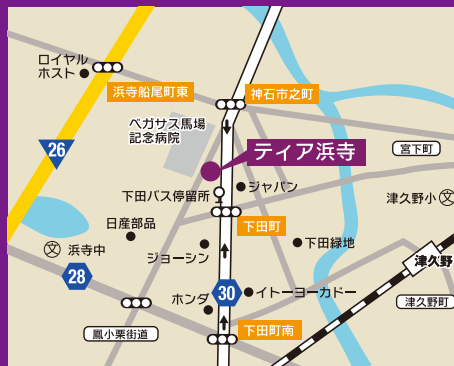 ロイヤル
ホスト
浜寺船尾町東
神石市之町
ペガサス馬場
記念病院
26
ティア浜寺
宮下町
下田バス停留所
ジャパン
津久野小
文
日産部品
下田町
文
浜寺中
ジョーシン
下田緑地
津久野
28
ホンダ
30
イトーヨーカドー
津久野町
鳳小栗街道
下田町南